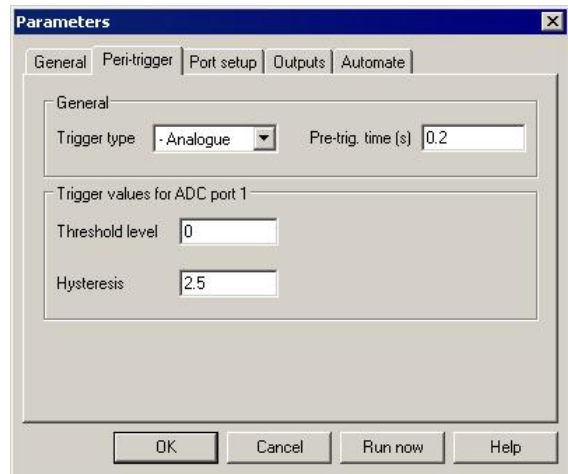 Parameters
General Peri-trigger Port setup Outputs Automate
General
Trigger type - Analogue Pre-trig. time (s) 0.2
Trigger values for ADC port 1
Threshold level 0
Hysteresis 2.5
OK Cancel Run now Help